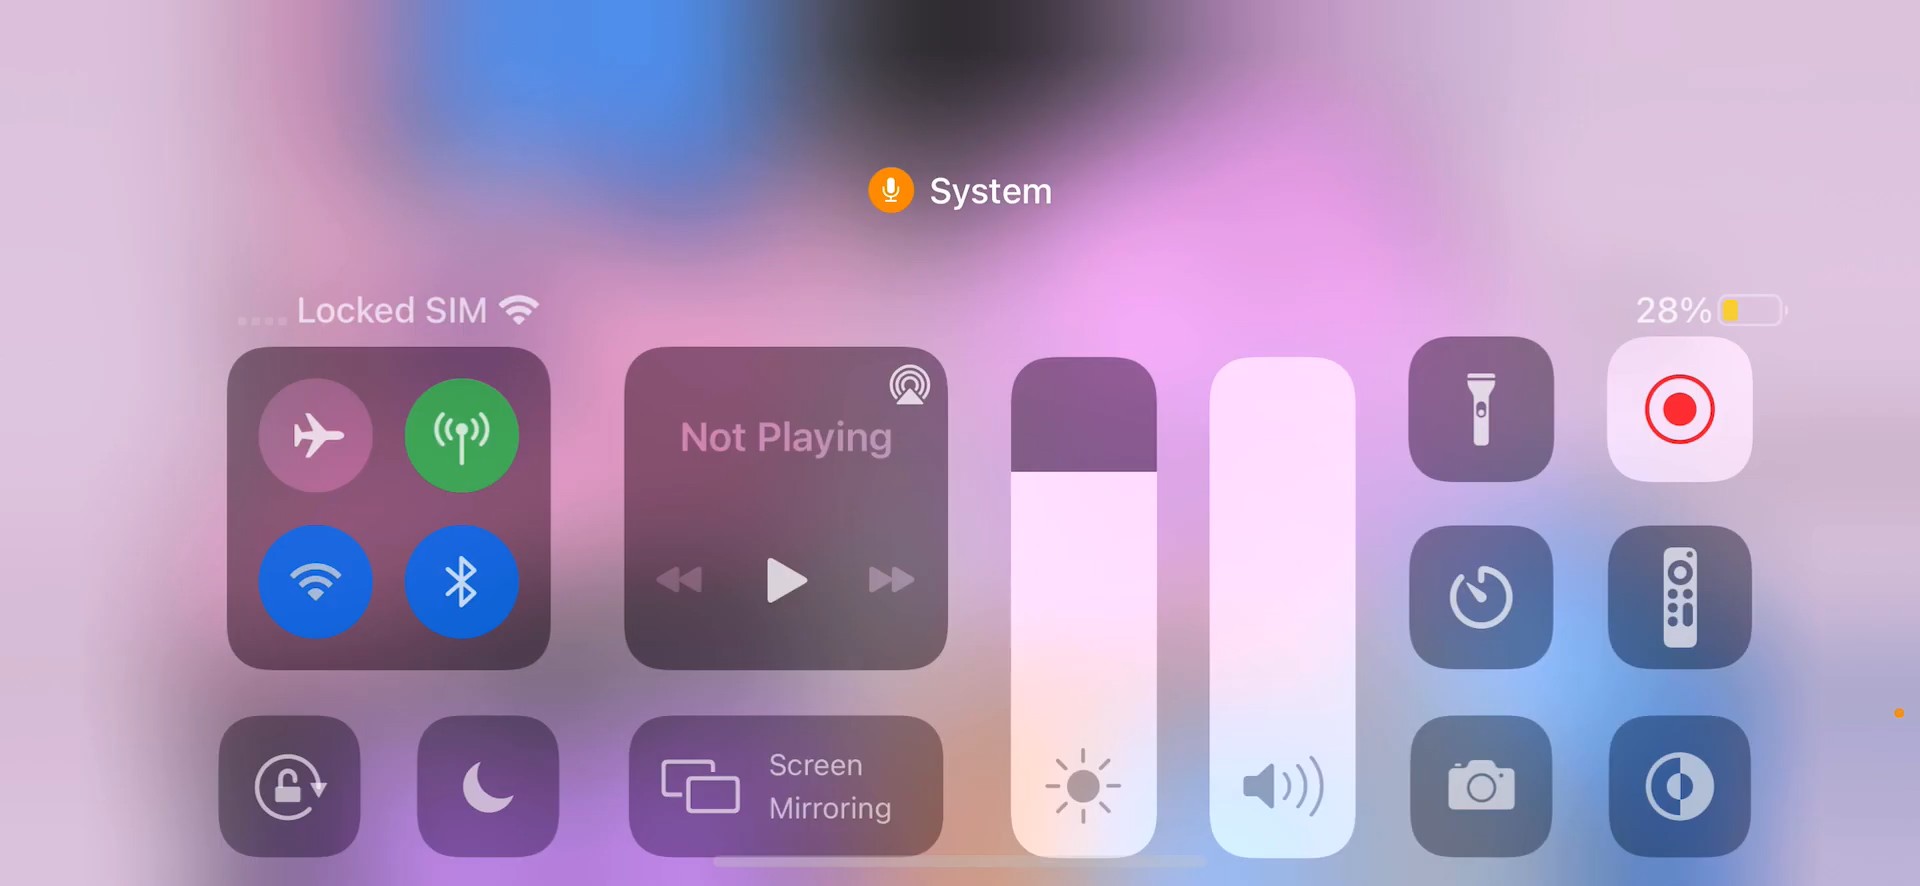 System
Locked SIM
28%
Not Playing
Screen
Mirroring